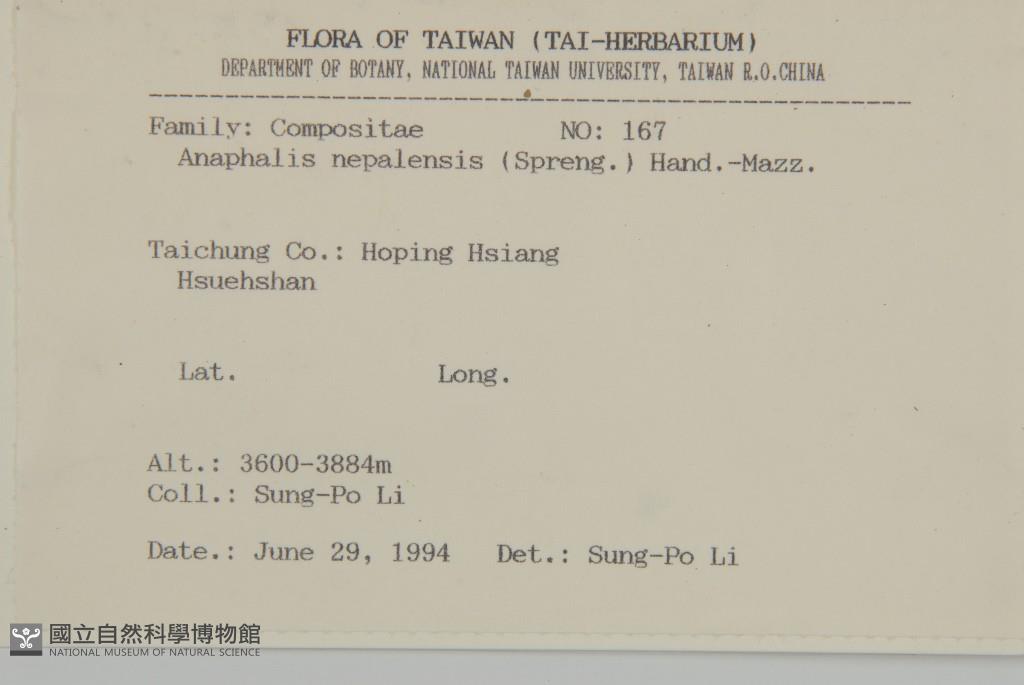 FLORA OF TAIWAN (TAI-HERBARIUM)
DEPARTMENT OF BOTANY, NATIONAL TAIWAN UNIVERSITY, TAIWAN R.O.CHINA
Family: Compositae NO: 167
Anaphalis nepalensis (Spreng.) Hand.-Mazz.
Taichung Co.: Hoping Hsiang
Hsuehshan
Lat. Long.
Alt.: 3600-3884m
Coll.: Sung-Po Li
Date.: June 29, 1994 Det.: Sung-Po Li
國立自然科學博物館
NATIONAL MUSEUM OF NATURAL SCIENCE